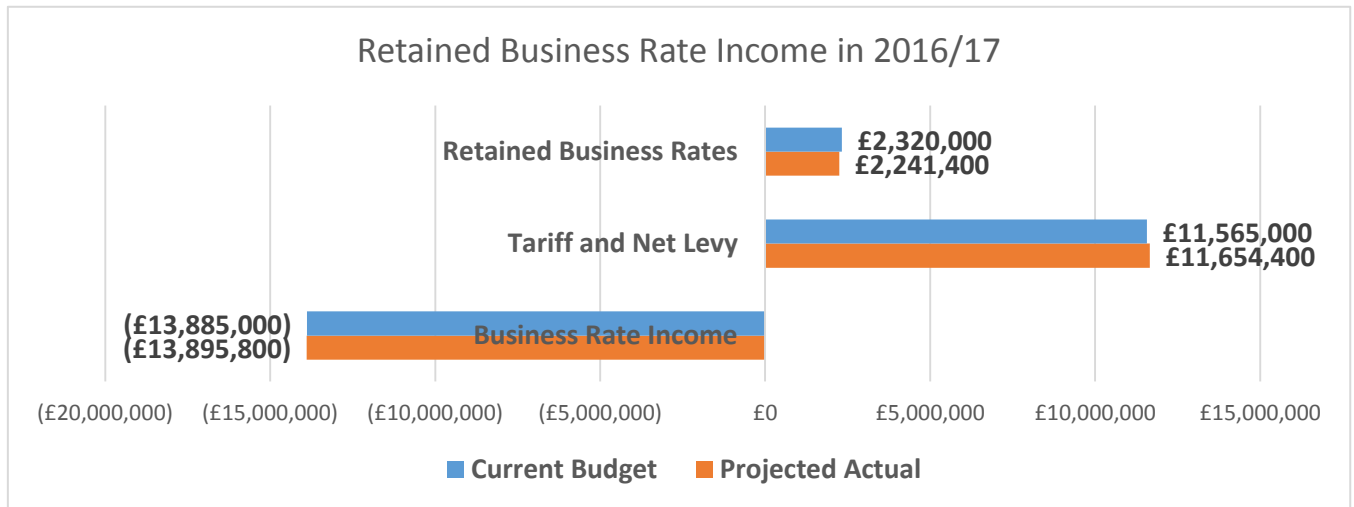 Retained Business Rate Income in 2016/17
Retained Business Rates
£2,320,000
£2,241,400
Tariff and Net Levy
£11,565,000
£11,654,400
(£13,885,000)
(£13,895,800)
Business Rate Income
(£20,000,000) (£15,000,000) (£10,000,000) (£5,000,000) £0 £5,000,000 £10,000,000 £15,000,000
Current Budget Projected Actual